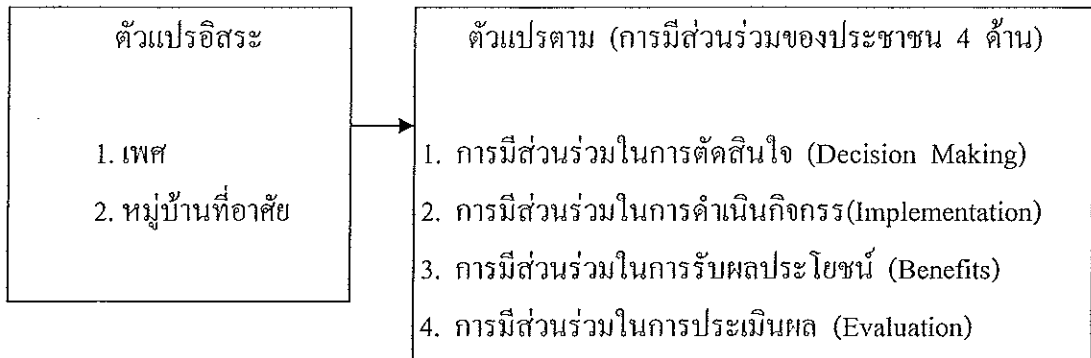 ตัวแปรอิสระ
1. เพศ
2. หมู่บ้านที่อาศัย
ตัวแปรตาม (การมีส่วนร่วมของประชาชน 4 ด้าน)
1. การมีส่วนร่วมในการตัดสินใจ (Decision Making)
2. การมีส่วนร่วมในการดำเนินกิจกรร(Implementation)
3. การมีส่วนร่วมในการรับผลประโยชน์ (Benefits)
4. การมีส่วนร่วมในการประเมินผล (Evaluation)